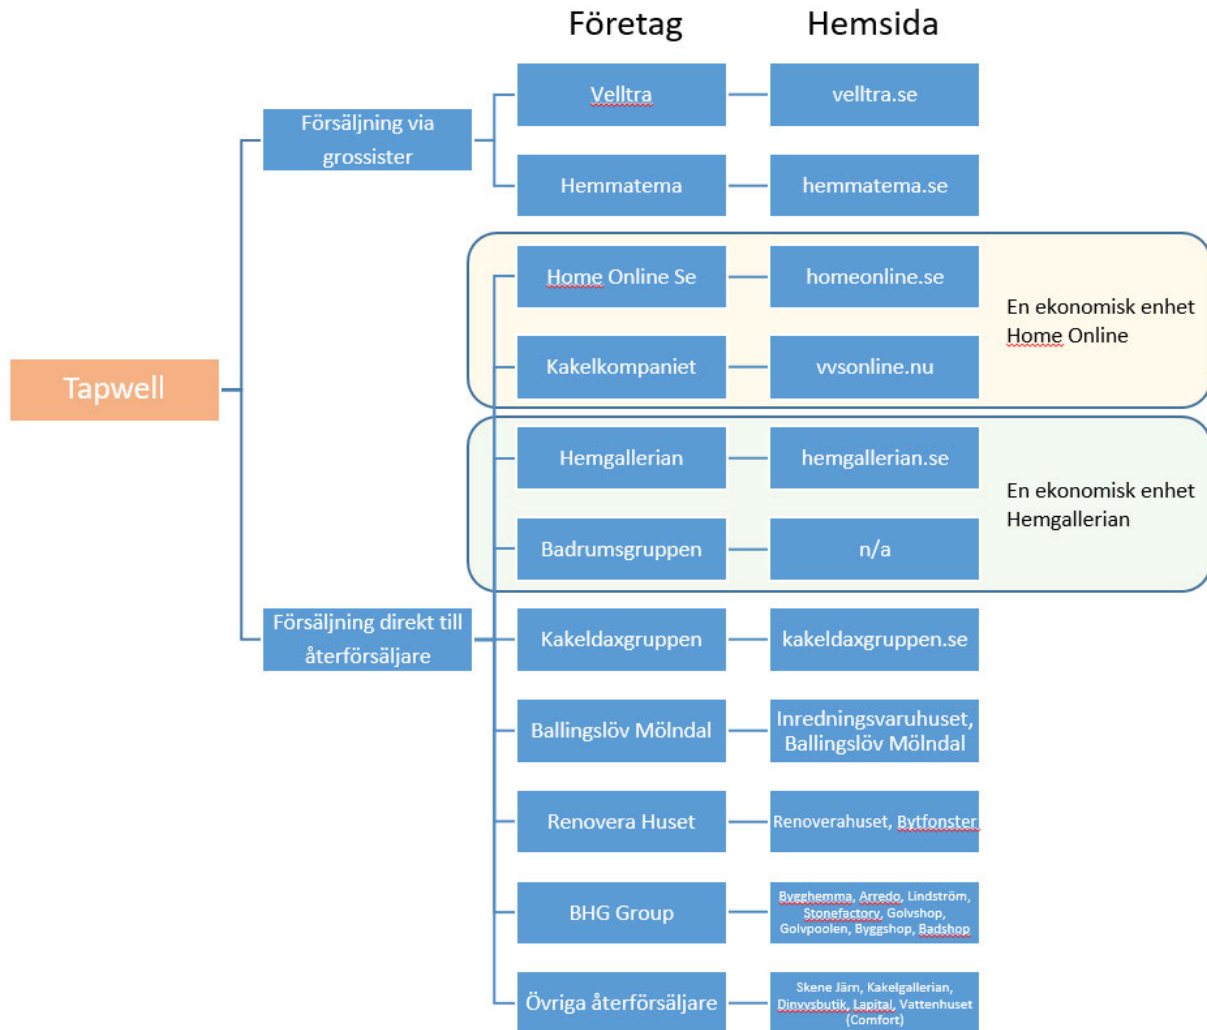 Företag
Hemsida
Velltra
velltra.se
Försäljning via
grossister
Hemmatema
hemmatema.se
Home Online Se
homeonline.se
En ekonomisk enhet
Home Online
Kakelkompaniet
vvsonline.nu
Tapwell
Hemgallerian
hemgallerian.se
En ekonomisk enhet
Hemgallerian
Badrumsgruppen
n/a
Försäljning direkt till
återförsäljare
Kakeldaxgruppen
kakeldaxgruppen.se
Ballingslöv Mölndal
Inredningsvaruhuset,
Ballingslöv Mölndal
Renovera Huset
Renoverahuset, Bytfonster
BHG Group
Bygghemma, Arredo, Lindström,
Stonefactory, Golvshop,
Golvpoolen, Byggshop, Badshop
Övriga återförsäljare
Skene Järn, Kakelgallerian,
Dinvvsbutik, Lapital, Vattenhuset
(Comfort)